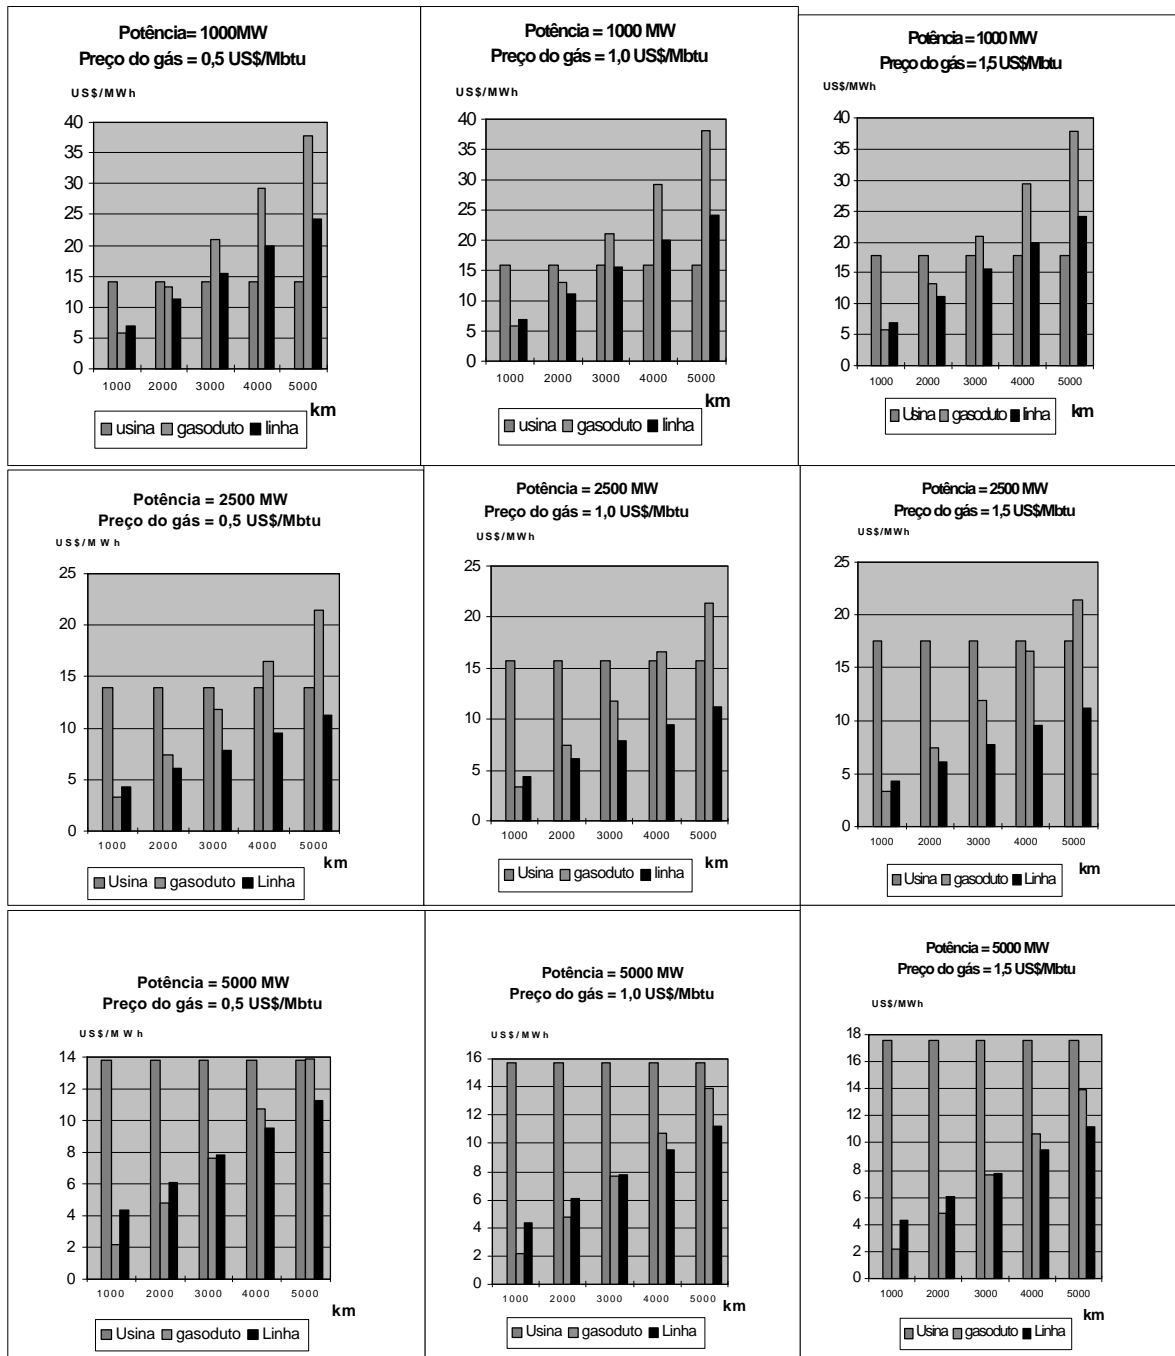 Potência= 1000MW
Preço do gás = 0,5 US$/Mbtu
US$/MWh
40
35
30
25
20
15
10
5
0
1000 2000 3000 4000 5000
km
usina gasoduto linha
Potência = 1000 MW
Preço do gás = 1,0 US$/Mbtu
US$/MWh
40
35
30
25
20
15
10
5
0
1000 2000 3000 4000 5000
km
usina gasoduto linha
Potência = 1000 MW
Preço do gás = 1,5 US$/Mbtu
US$/MWh
40
35
30
25
20
15
10
5
0
1000 2000 3000 4000 5000
Usina gasoduto linha km
Potência = 2500 MW
Preço do gás = 0,5 US$/Mbtu
US$/MWh
25
20
15
10
5
0
1000 2000 3000 4000 5000
km
Usina gasoduto Linha
Potência = 2500 MW
Preço do gás = 1,0 US$/Mbtu
US$/MWh
25
20
15
10
5
0
1000 2000 3000 4000 5000
km
Usina gasoduto linha
Potência = 2500 MW
Preço do gás = 1,5 US$/Mbtu
US$/MWh
25
20
15
10
5
0
1000 2000 3000 4000 5000
km
Usina gasoduto Linha
Potência = 5000 MW
Preço do gás = 0,5 US$/Mbtu
US$/MWh
14
12
10
8
6
4
2
0
1000 2000 3000 4000 5000
km
Usina gasoduto Linha
Potência = 5000 MW
Preço do gás = 1,0 US$/Mbtu
US$/MWh
16
14
12
10
8
6
4
2
0
1000 2000 3000 4000 5000
km
Usina gasoduto Linha
Potência = 5000 MW
Preço do gás = 1,5 US$/Mbtu
US$/MWh
18
16
14
12
10
8
6
4
2
0
1000 2000 3000 4000 5000
km
Usina gasoduto Linha